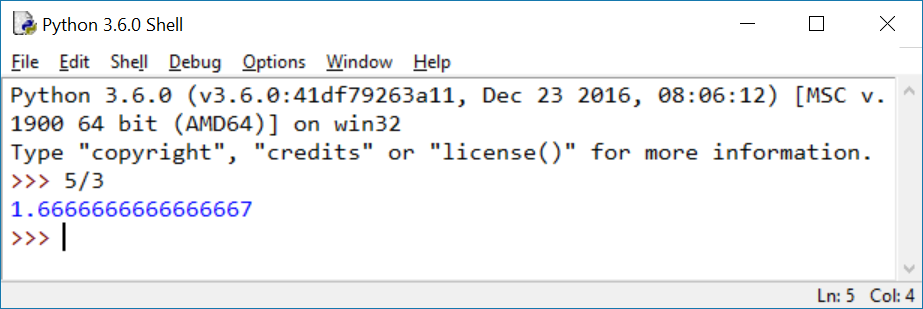 Python 3.6.0 Shell
File Edit Shell Debug Options Window Help
Python 3.6.0 (v3.6.0:41df79263a11, Dec 23 2016, 08:06:12) [MSC v.
1900 64 bit (AMD64)] on win32
Type "copyright", "credits" or "license()" for more information.
>>> 5/3
1.6666666666666667
>>>
Ln: 5 Col: 4